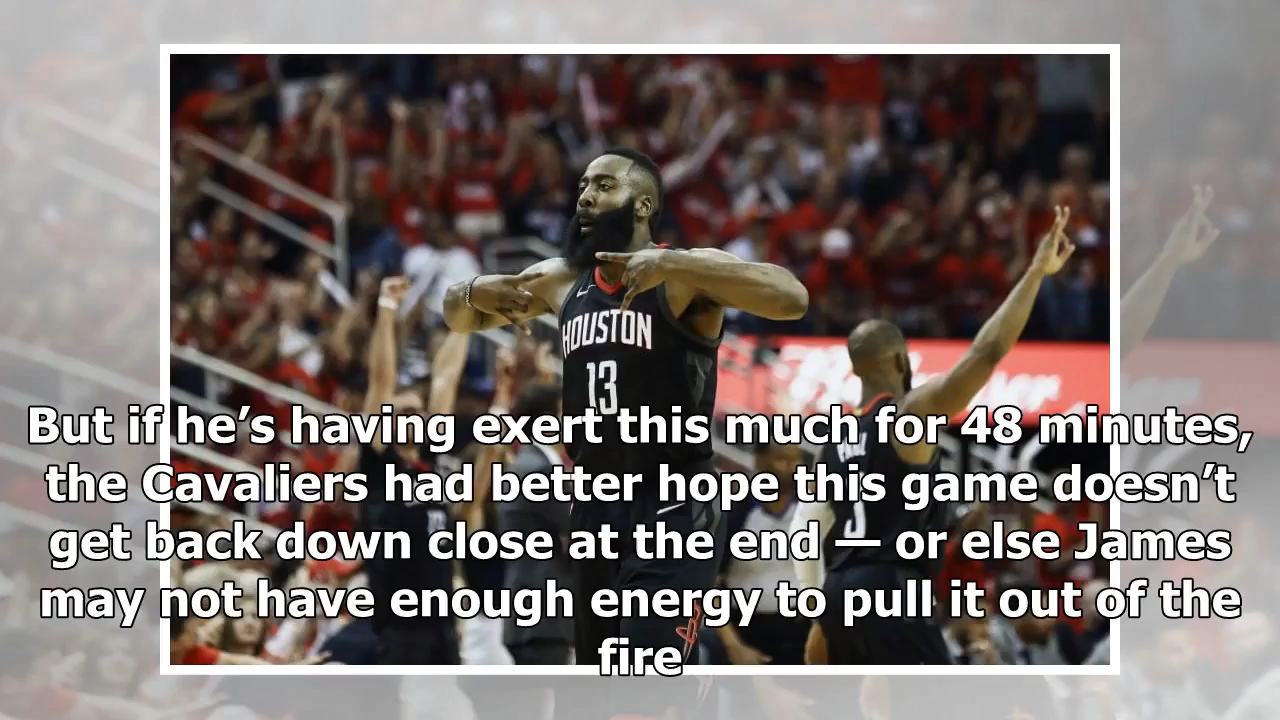 HOUSTON
13
But if he’s having exert this much for 48 minutes,
the Cavaliers had better hope this game doesn’t
get back down close at the end — or else James
may not have enough energy to pull it out of the
fire